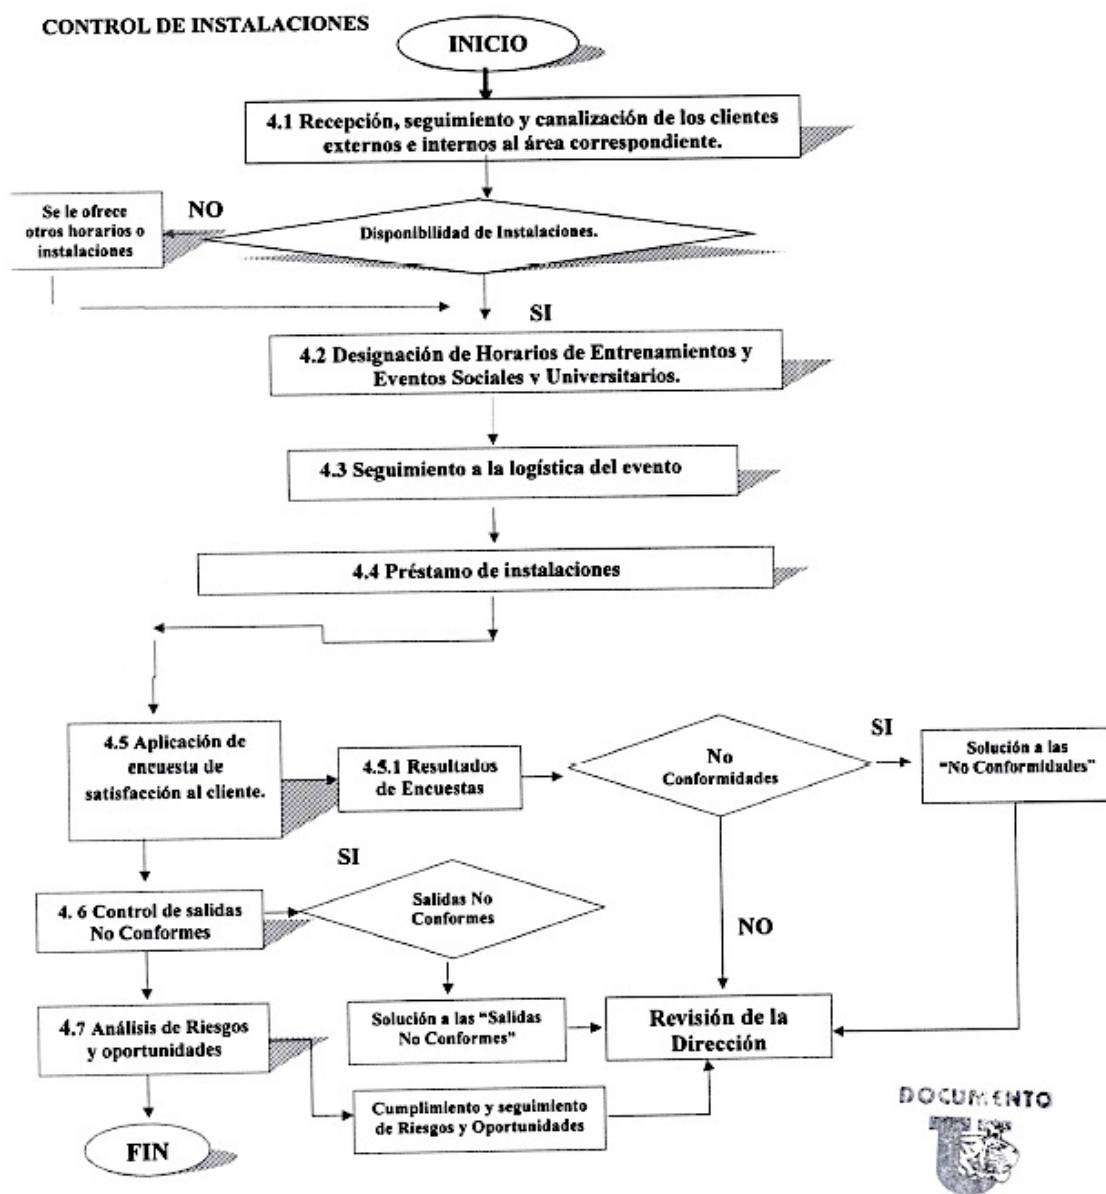 CONTROL DE INSTALACIONES
INICIO
4.1 Recepción, seguimiento y canalización de los clientes
externos e internos al área correspondiente.
Se le ofrece
otros horarios o
instalaciones
NO
Disponibilidad de Instalaciones.
SI
4.2 Designación de Horarios de Entrenamientos y
Eventos Sociales y Universitarios.
4.3 Seguimiento a la logística del evento
4.4 Préstamo de instalaciones
4.5 Aplicación de
encuesta de
satisfacción al cliente.
4.5.1 Resultados
de Encuestas
No
Conformidades
SI
Solución a las
“No Conformidades”
SI
4. 6 Control de salidas
No Conformes
Salidas No
Conformes
NO
4.7 Análisis de Riesgos
y oportunidades
Solución a las “Salidas
No Conformes”
Revisión de la
Dirección
Cumplimiento y seguimiento
de Riesgos y Oportunidades
FIN
DOCUMENTO